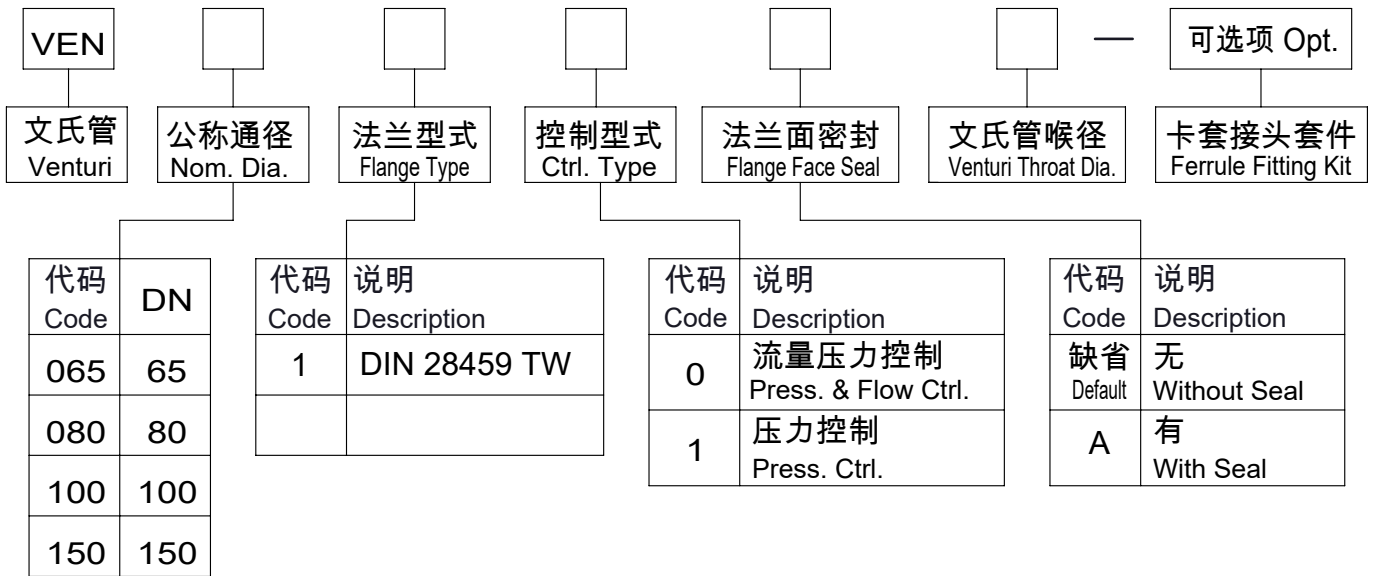 VEN
— 可选项 Opt.
文氏管
Venturi
公称通径
Nom. Dia.
法兰型式
Flange Type
控制型式
Ctrl. Type
法兰面密封
Flange Face Seal
文氏管喉径
Venturi Throat Dia.
卡套接头套件
Ferrule Fitting Kit
代码
Code
DN
065 65
080 80
100 100
150 150
代码 说明
Code Description
1 DIN 28459 TW
代码 说明
Code Description
0 流量压力控制
Press. & Flow Ctrl.
1 压力控制
Press. Ctrl.
代码 说明
Code Description
缺省 无
Default Without Seal
A 有
With Seal